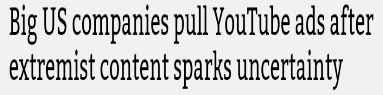 Big US companies pull YouTube ads after
extremist content sparks uncertainty